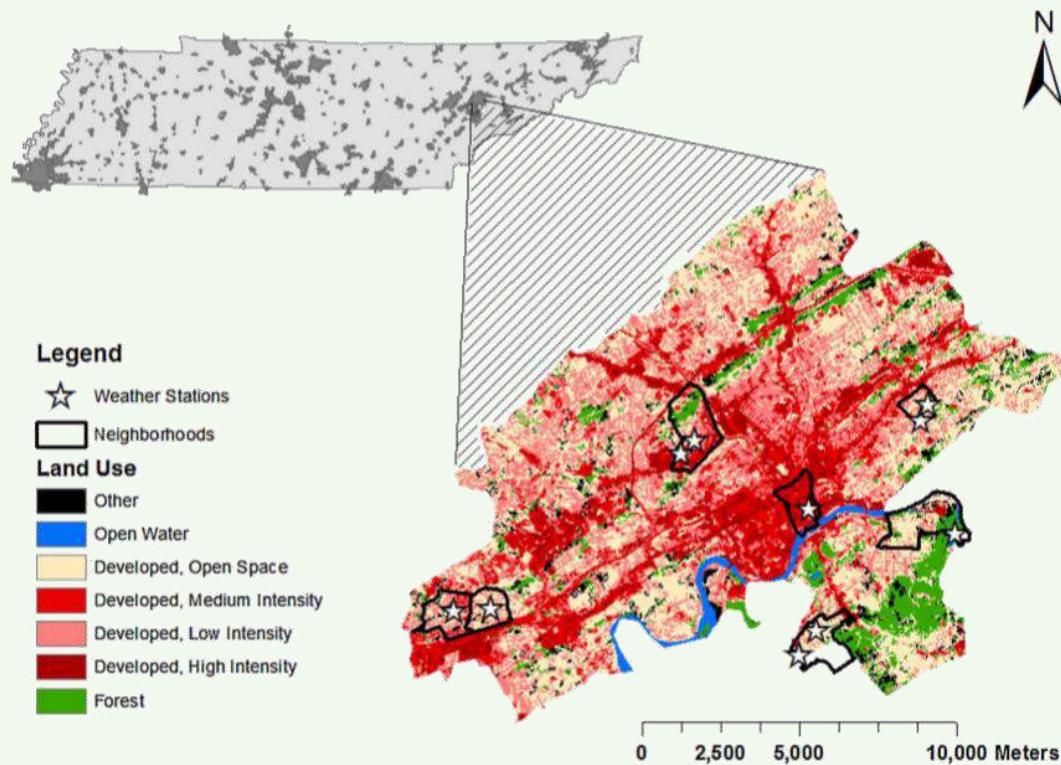 N
Legend
Weather Stations
Neighborhoods
Land Use
Other
Open Water
Developed, Open Space
Developed, Medium Intensity
Developed, Low Intensity
Developed, High Intensity
Forest
0 2,500 5,000 10,000 Meters